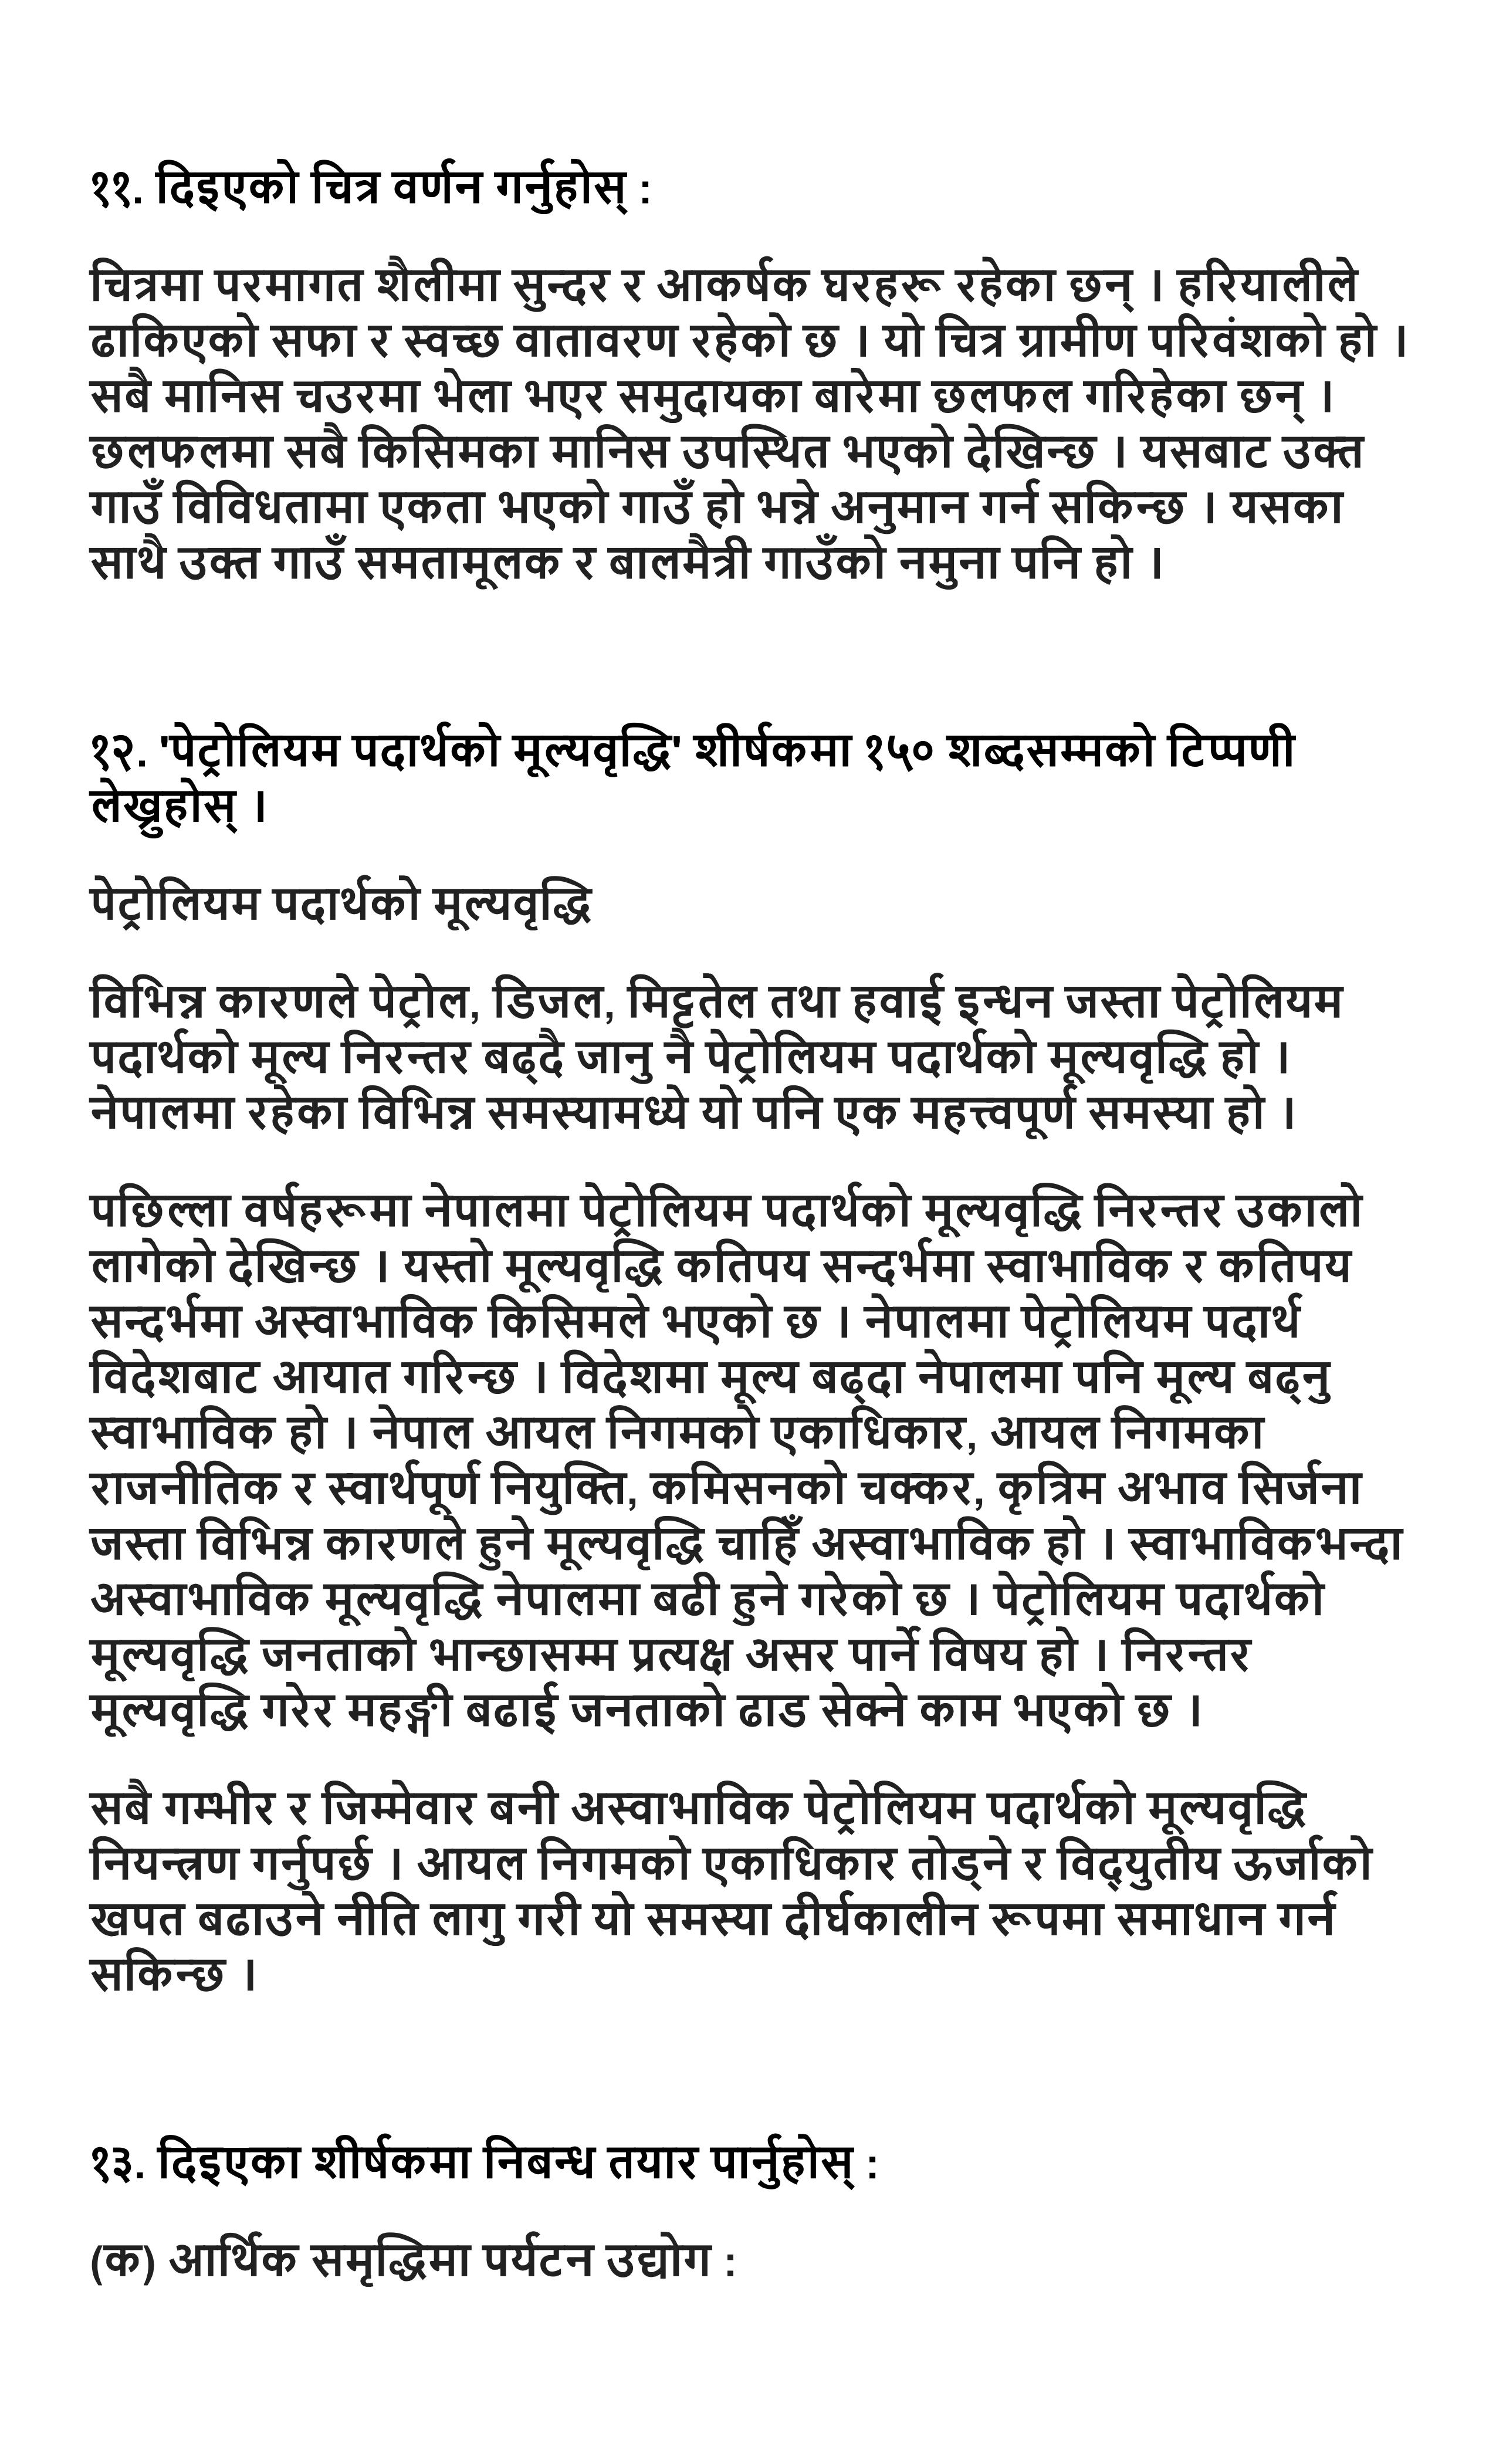 ११. दिइएको चित्र वर्णन गर्नुहोस् :
चित्रमा परमागत शैलीमा सुन्दर र आकर्षक घरहरू रहेका छन् । हरियालीले
ढाकिएको सफा र स्वच्छ वातावरण रहेको छ । यो चित्र ग्रामीण परिवंशको हो ।
सबै मानिस चउरमा भेला भएर समुदायका बारेमा छलफल गरिहेका छन् ।
छलफलमा सबै किसिमका मानिस उपस्थित भएको देखिन्छ । यसबाट उक्त
गाउँ विविधतामा एकता भएको गाउँ हो भन्ने अनुमान गर्न सकिन्छ । यसका
साथै उक्त गाउँ समतामूलक र बालमैत्री गाउँको नमुना पनि हो ।
१२. 'पेट्रोलियम पदार्थको मूल्यवृद्धि' शीर्षकमा १५० शब्दसम्मको टिप्पणी
लेख्नुहोस् ।
पेट्रोलियम पदार्थको मूल्यवृद्धि
विभिन्न कारणले पेट्रोल, डिजल, मिट्टतेल तथा हवाई इन्धन जस्ता पेट्रोलियम
पदार्थको मूल्य निरन्तर बढ्दै जानु नै पेट्रोलियम पदार्थको मूल्यवृद्धि हो ।
नेपालमा रहेका विभिन्न समस्यामध्ये यो पनि एक महत्त्वपूर्ण समस्या हो ।
पछिल्ला वर्षहरूमा नेपालमा पेट्रोलियम पदार्थको मूल्यवृद्धि निरन्तर उकालो
लागेको देखिन्छ । यस्तो मूल्यवृद्धि कतिपय सन्दर्भमा स्वाभाविक र कतिपय
सन्दर्भमा अस्वाभाविक किसिमले भएको छ । नेपालमा पेट्रोलियम पदार्थ
विदेशबाट आयात गरिन्छ । विदेशमा मूल्य बढ्दा नेपालमा पनि मूल्य बढ्नु
स्वाभाविक हो । नेपाल आयल निगमको एकाधिकार, आयल निगमका
राजनीतिक र स्वार्थपूर्ण नियुक्ति, कमिसनको चक्कर, कृत्रिम अभाव सिर्जना
जस्ता विभिन्न कारणले हुने मूल्यवृद्धि चाहिँ अस्वाभाविक हो । स्वाभाविकभन्दा
अस्वाभाविक मूल्यवृद्धि नेपालमा बढी हुने गरेको छ । पेट्रोलियम पदार्थको
मूल्यवृद्धि जनताको भान्छासम्म प्रत्यक्ष असर पार्ने विषय हो । निरन्तर
मूल्यवृद्धि गरेर महङ्गी बढाई जनताको ढाड सेक्ने काम भएको छ ।
सबै गम्भीर र जिम्मेवार बनी अस्वाभाविक पेट्रोलियम पदार्थको मूल्यवृद्धि
नियन्त्रण गर्नुपर्छ । आयल निगमको एकाधिकार तोड्ने र विद्‌युतीय ऊर्जाको
खपत बढाउने नीति लागु गरी यो समस्या दीर्घकालीन रूपमा समाधान गर्न
सकिन्छ ।
१३. दिइएका शीर्षकमा निबन्ध तयार पार्नुहोस् :
(क) आर्थिक समृद्धिमा पर्यटन उद्योग :